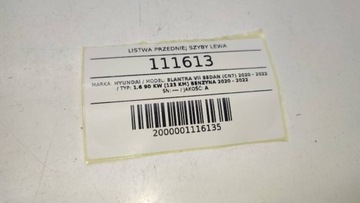 LISTWA PRZEDNIEJ SZYBY LEWA
111613
MARKA: HYUNDAI / MODEL: ELANTRA VII SEDAN (CN7) 2020 - 2022
/ TYP: 1.6 90 KW (123 KM) BENZYNA 2020 - 2022
SN: --- / JAKOŚĆ: A
2000001116135